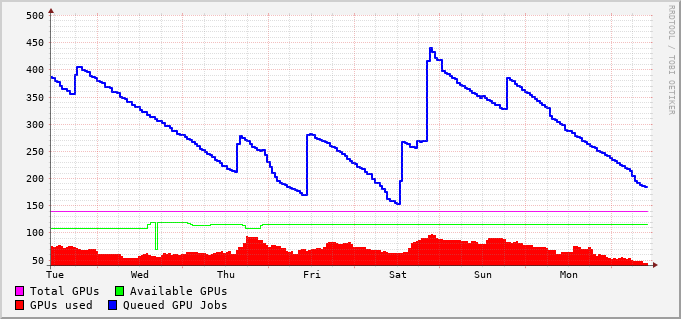 500
450
400
350
300
250
200
150
100
50
Tue Wed Thu Fri Sat Sun Mon
Total GPUs Available GPUs
GPUs used Queued GPU Jobs
RRDTOOL / TOBI OETIKER